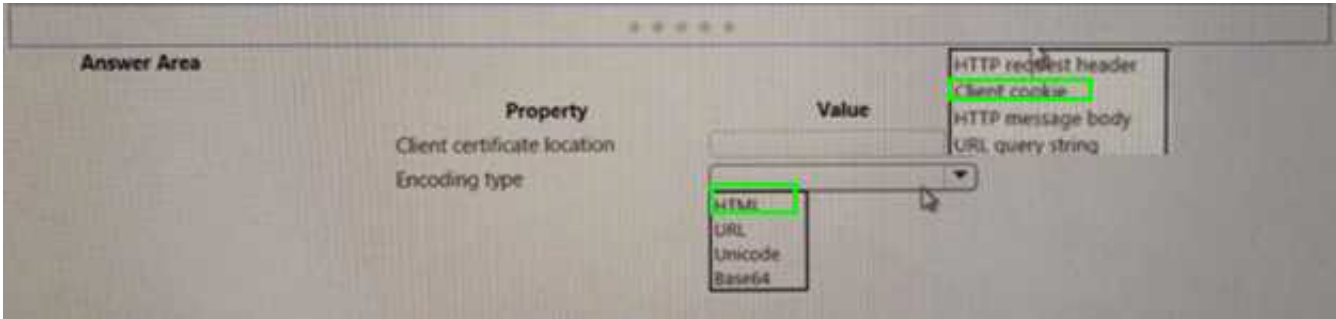 Answer Area
HTTP request header
Client cookie
HTTP message body
URL query string
Property Value
Client certificate location
Encoding type
HTML
URL
Unicode
Base64